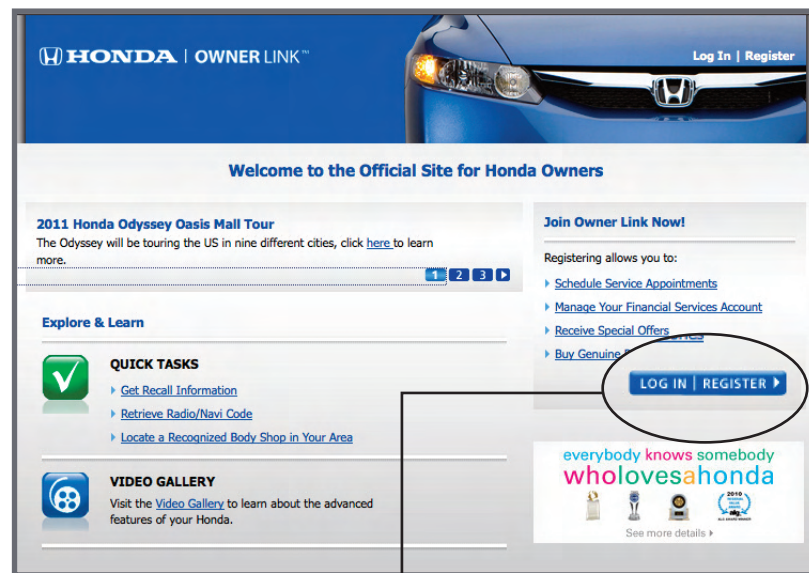 HONDA | OWNER LINK™
Log In | Register
Welcome to the Official Site for Honda Owners
2011 Honda Odyssey Oasis Mall Tour
The Odyssey will be touring the US in nine different cities, click here to learn
more.
1 2 3
Explore & Learn
QUICK TASKS
Get Recall Information
Retrieve Radio/Navi Code
Locate a Recognized Body Shop in Your Area
VIDEO GALLERY
Visit the Video Gallery to learn about the advanced
features of your Honda.
Join Owner Link Now!
Registering allows you to:
Schedule Service Appointments
Manage Your Financial Services Account
Receive Special Offers
Buy Genuine
LOG IN | REGISTER
everybody knows somebody
wholovesahonda
2010
alg
See more details